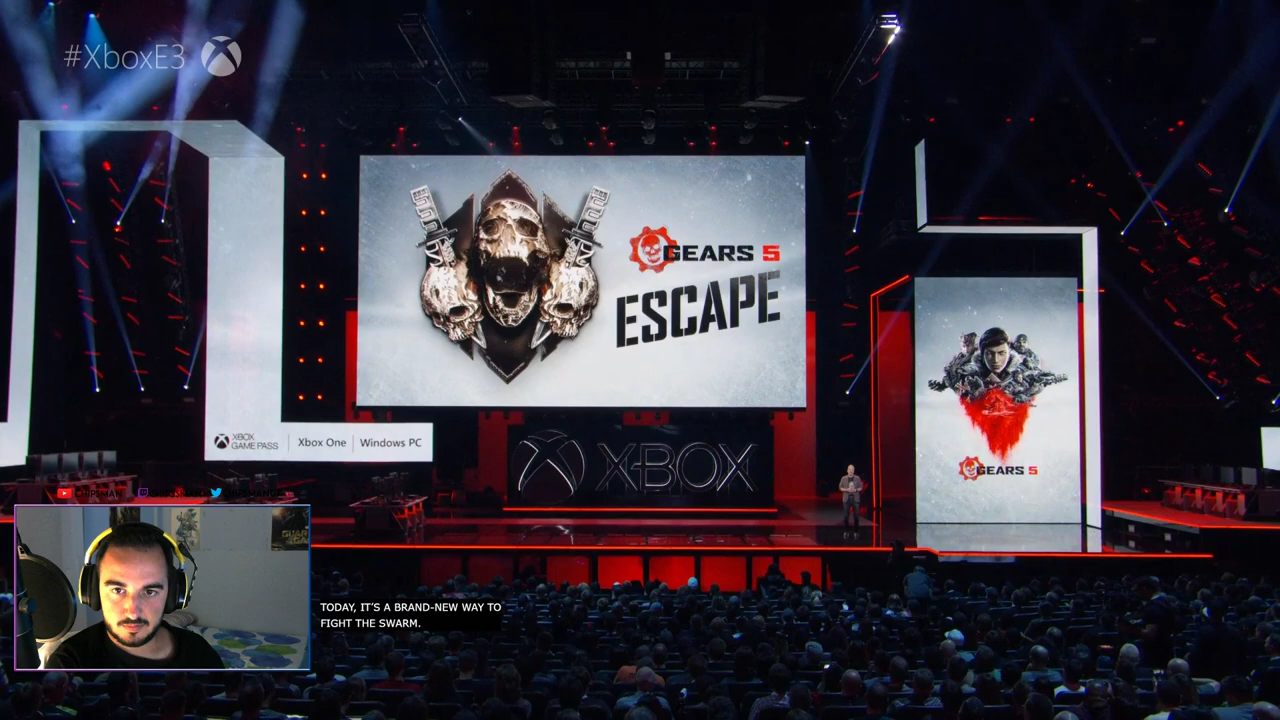 #XboxE3
GEARS 5
ESCAPE
XBOX
GAME PASS
Xbox One
Windows PC
XBOX
GEARS 5
CHIPSMAN
TODAY, IT'S A BRAND-NEW WAY TO
FIGHT THE SWARM.